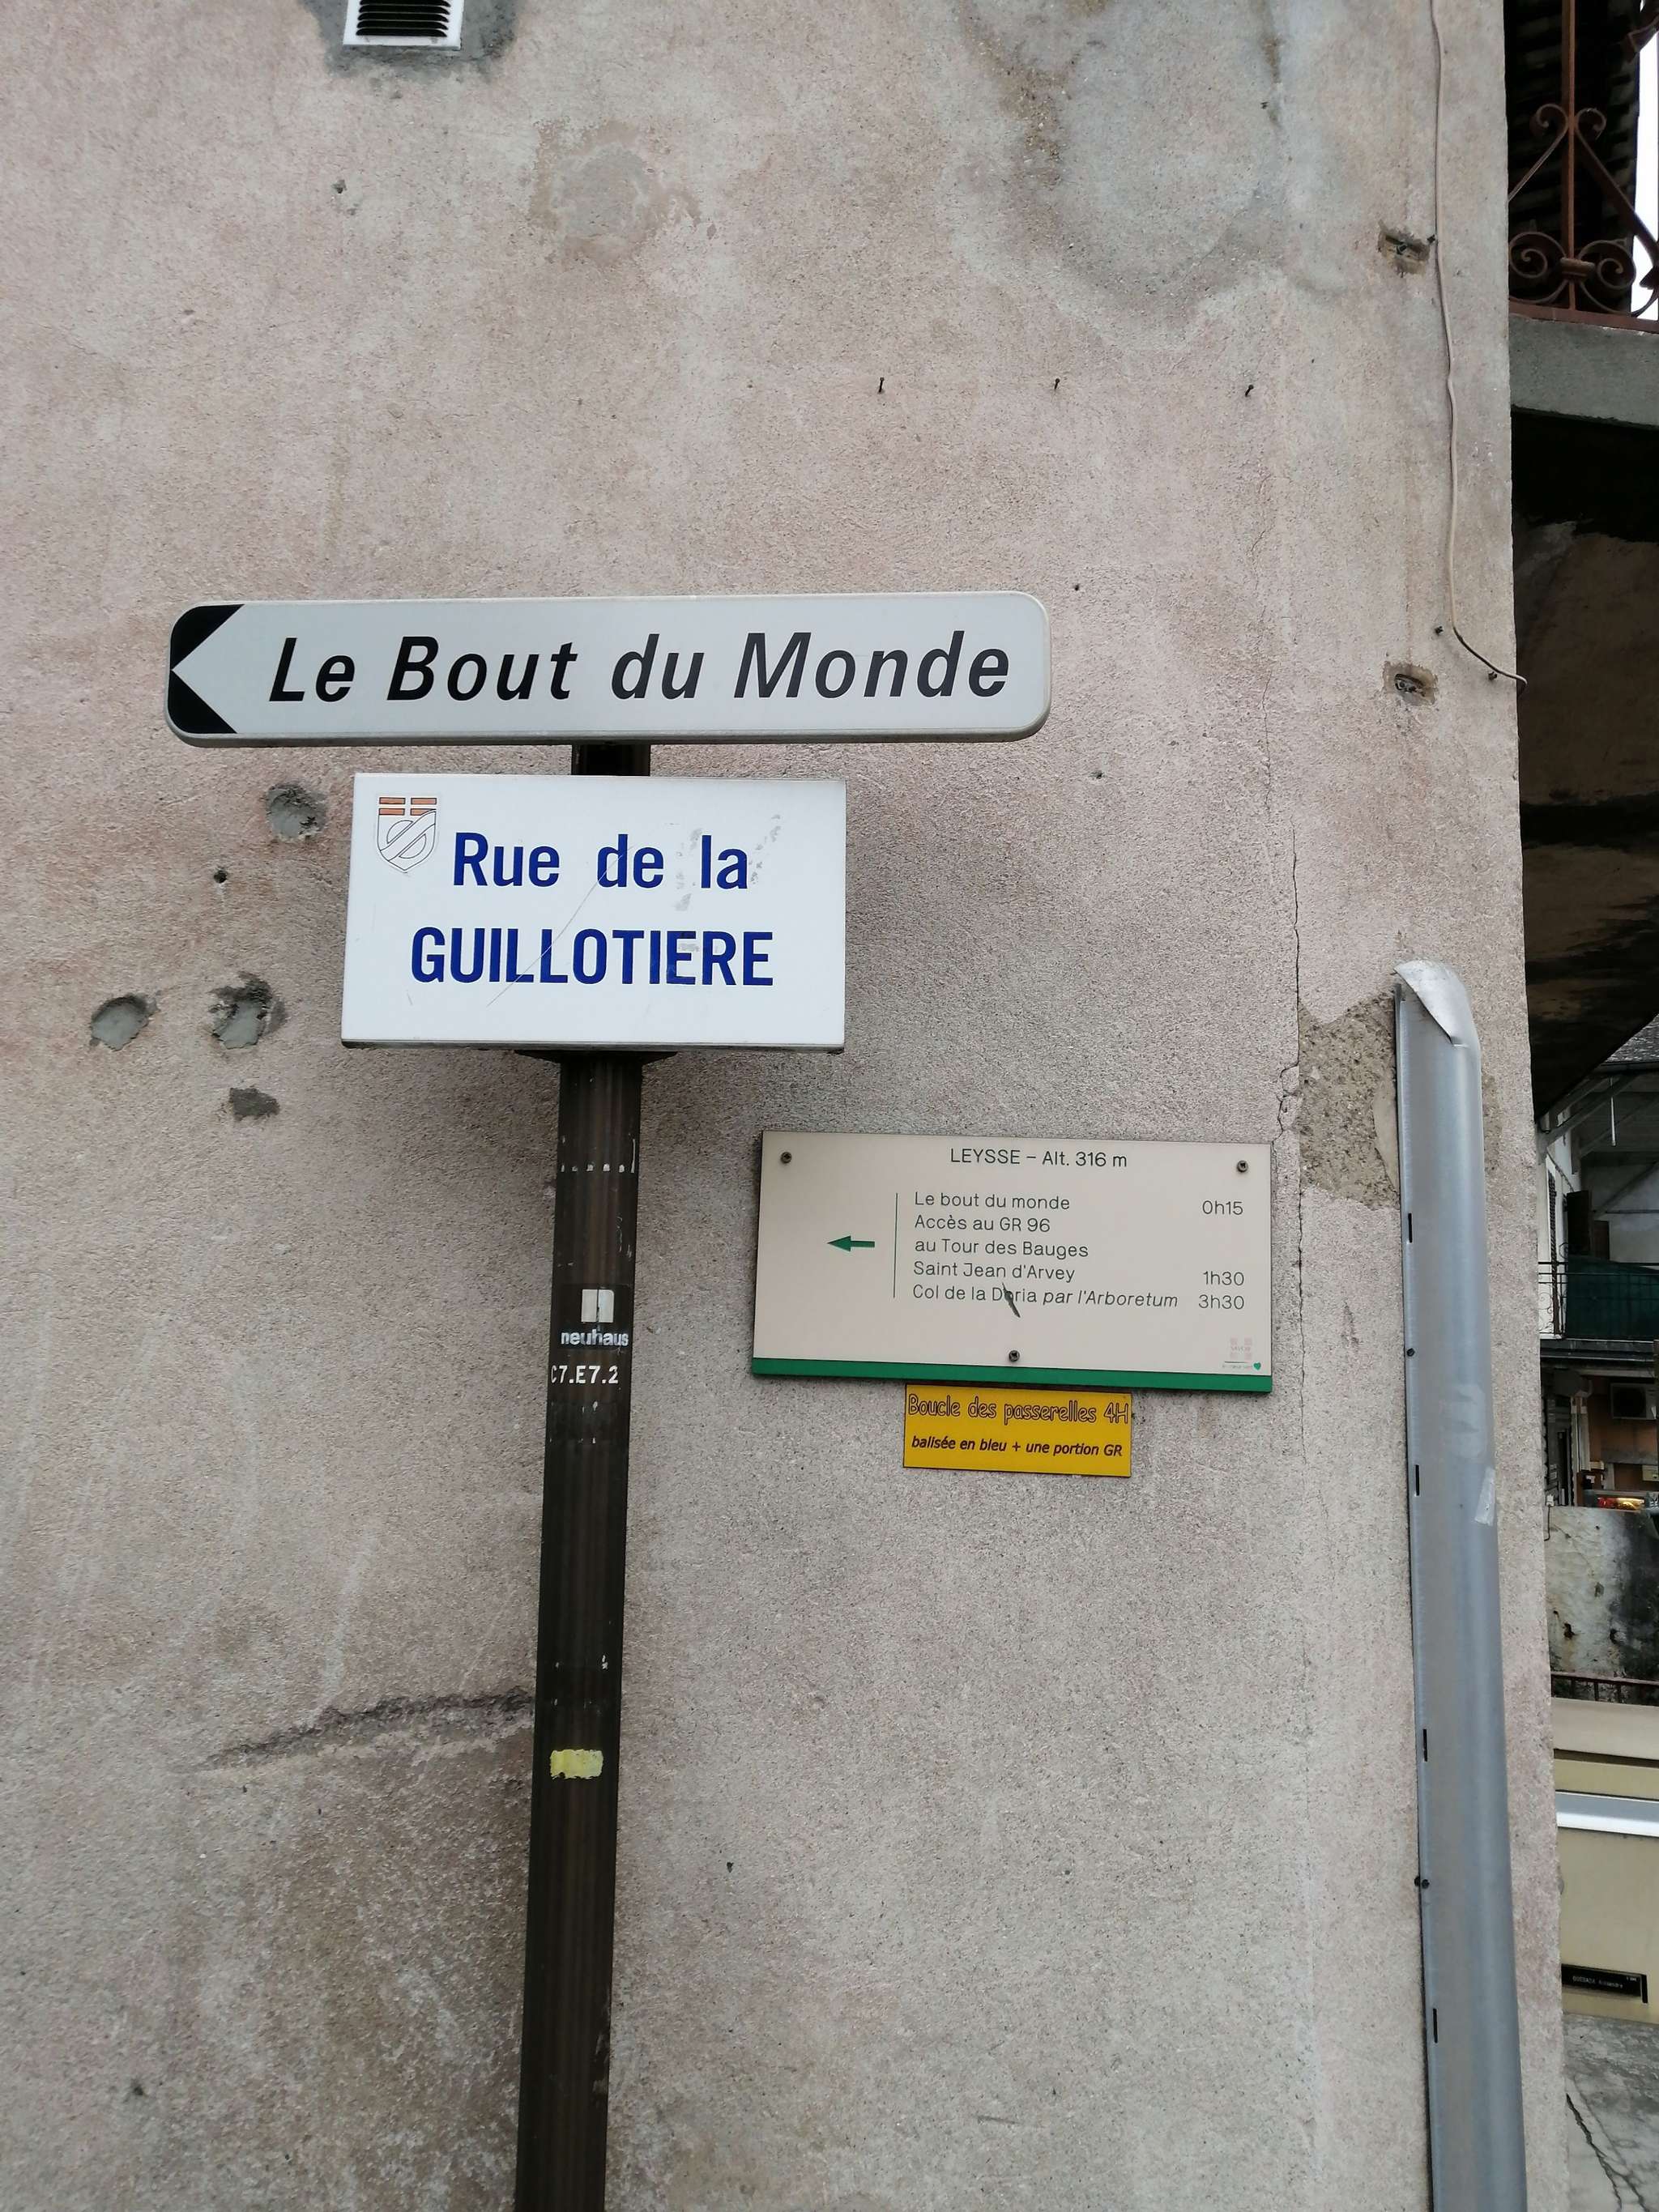 Le Bout du Monde
Rue de la
GUILLOTIERE
LEYSSE – Alt. 316 m
Le bout du monde 0h15
Accès au GR 96
au Tour des Bauges
Saint Jean d'Arvey 1h30
Col de la Doria par l'Arboretum 3h30
neuhaus
C7.E7.2
Boucle des passerelles 4H
balisée en bleu + une portion GR